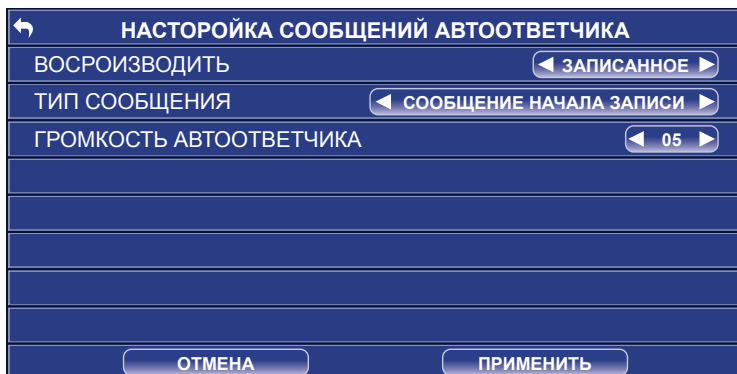 НАСТОРОЙКА СООБЩЕНИЙ АВТООТВЕТЧИКА
ВОСРОИЗВОДИТЬ ЗАПИСАННОЕ
ТИП СООБЩЕНИЯ СООБЩЕНИЕ НАЧАЛА ЗАПИСИ
ГРОМКОСТЬ АВТООТВЕТЧИКА 05
ОТМЕНА ПРИМЕНИТЬ